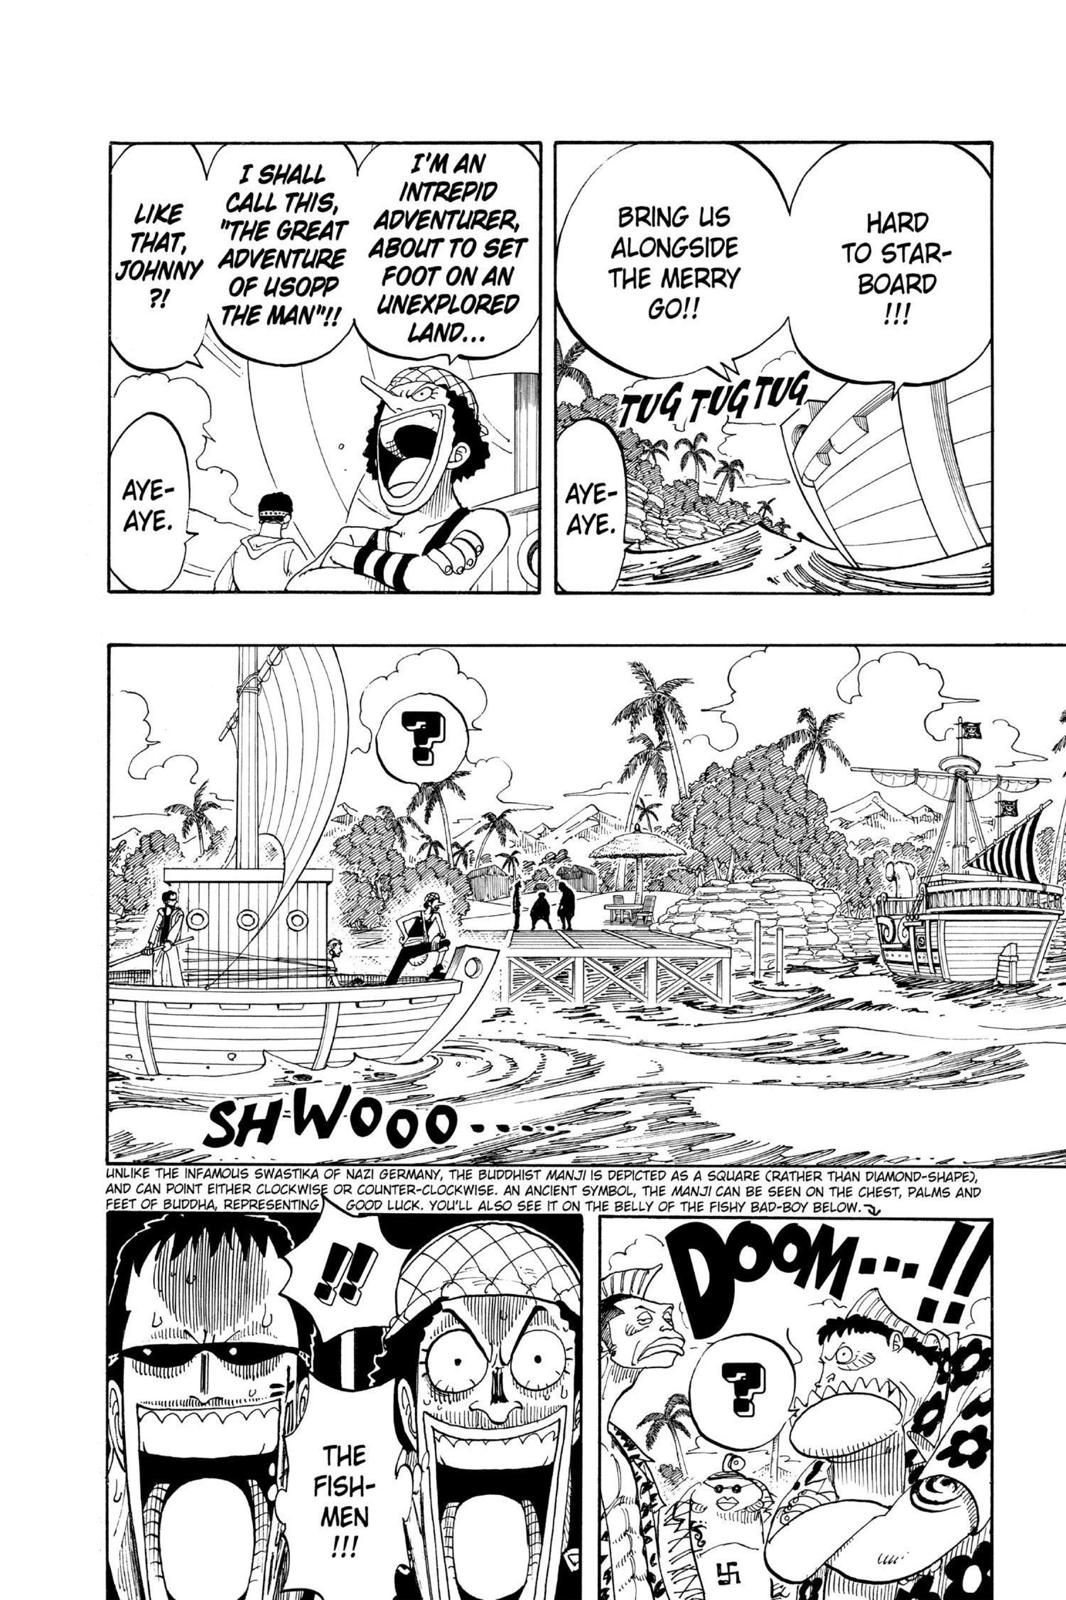 HARD
TO STAR-
BOARD
!!!
BRING US
ALONGSIDE
THE MERRY
GO!!
TUG TUG TUG
AYE-
AYE.
I'M AN
INTREPID
ADVENTURER,
ABOUT TO SET
FOOT ON AN
UNEXPLORED
LAND...
I SHALL
CALL THIS,
"THE GREAT
ADVENTURE
OF USOPP
THE MAN"!!
LIKE
THAT,
JOHNNY
?!
AYE-
AYE.
?
SHWOOO.....
UNLIKE THE INFAMOUS SWASTIKA OF NAZI GERMANY, THE BUDDHIST MANJI IS DEPICTED AS A SQUARE (RATHER THAN DIAMOND-SHAPE),
AND CAN POINT EITHER CLOCKWISE OR COUNTER-CLOCKWISE. AN ANCIENT SYMBOL, THE MANJI CAN BE SEEN ON THE CHEST, PALMS AND
FEET OF BUDDHA, REPRESENTING GOOD LUCK. YOU'LL ALSO SEE IT ON THE BELLY OF THE FISHY BAD-BOY BELOW.
DOOM...!!
?
卐
!!
THE
FISH-
MEN
!!!